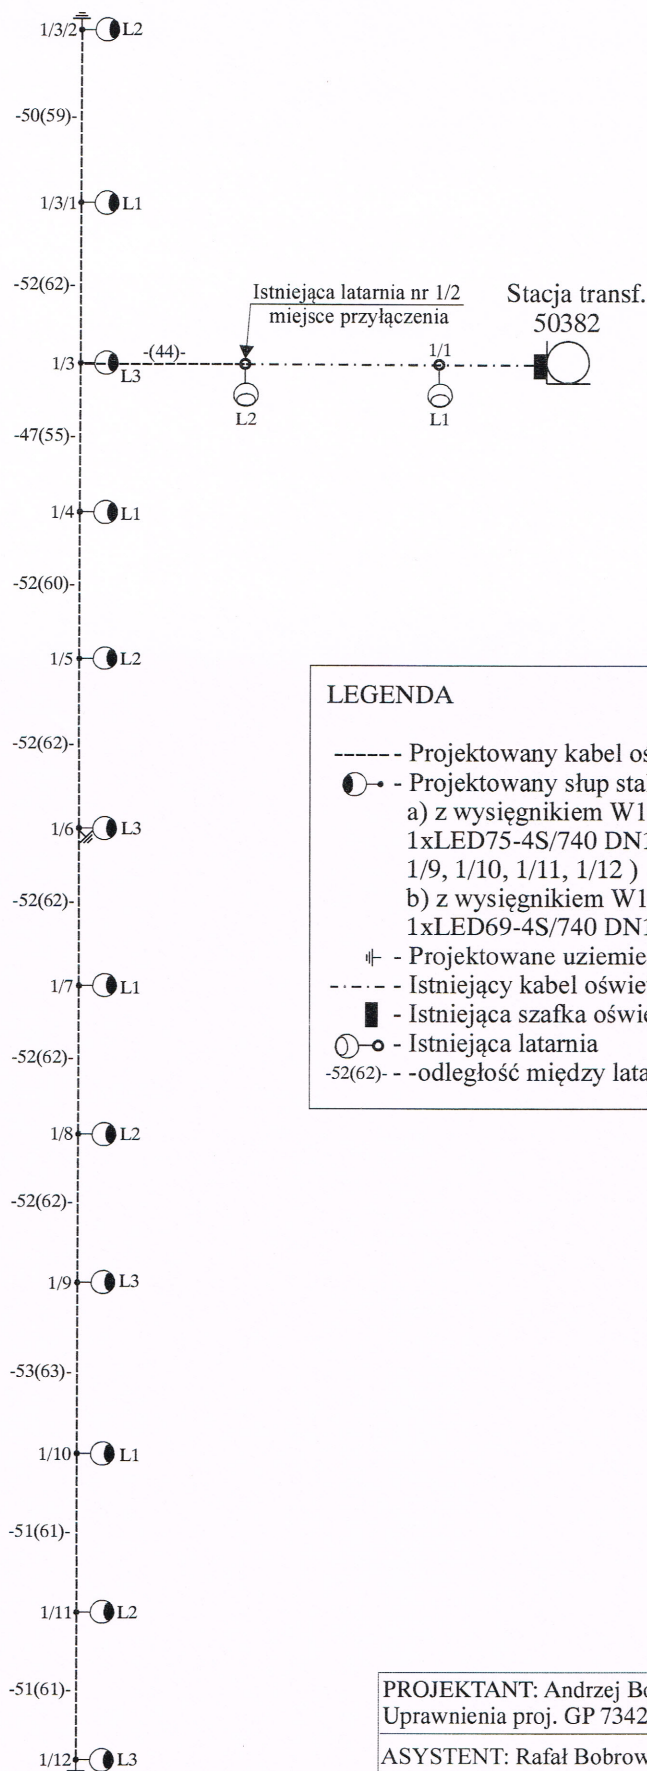 1/3/2 L2
-50(59)-
1/3/1 L1
-52(62)-
Istniejąca latarnia nr 1/2
miejsce przyłączenia
Stacja transf.
50382
1/3 L3
-(44)-
L2
1/1
L1
-47(55)-
1/4 L1
-52(60)-
1/5 L2
-52(62)-
1/6 L3
-52(62)-
1/7 L1
-52(62)-
1/8 L2
-52(62)-
1/9 L3
-53(63)-
1/10 L1
-51(61)-
1/11 L2
-51(61)-
1/12 L3
LEGENDA
- Projektowany kabel oś
- Projektowany słup sta
a) z wysięgnikiem W1
1xLED75-4S/740 DN1
1/9, 1/10, 1/11, 1/12 )
b) z wysięgnikiem W1
1xLED69-4S/740 DN1
- Projektowane uziemie
- Istniejący kabel oświe
- Istniejąca szafka oświe
- Istniejąca latarnia
-52(62)- - -odległość między lata
PROJEKTANT: Andrzej Bo
Uprawnienia proj. GP 7342
ASYSTENT: Rafał Bobrow